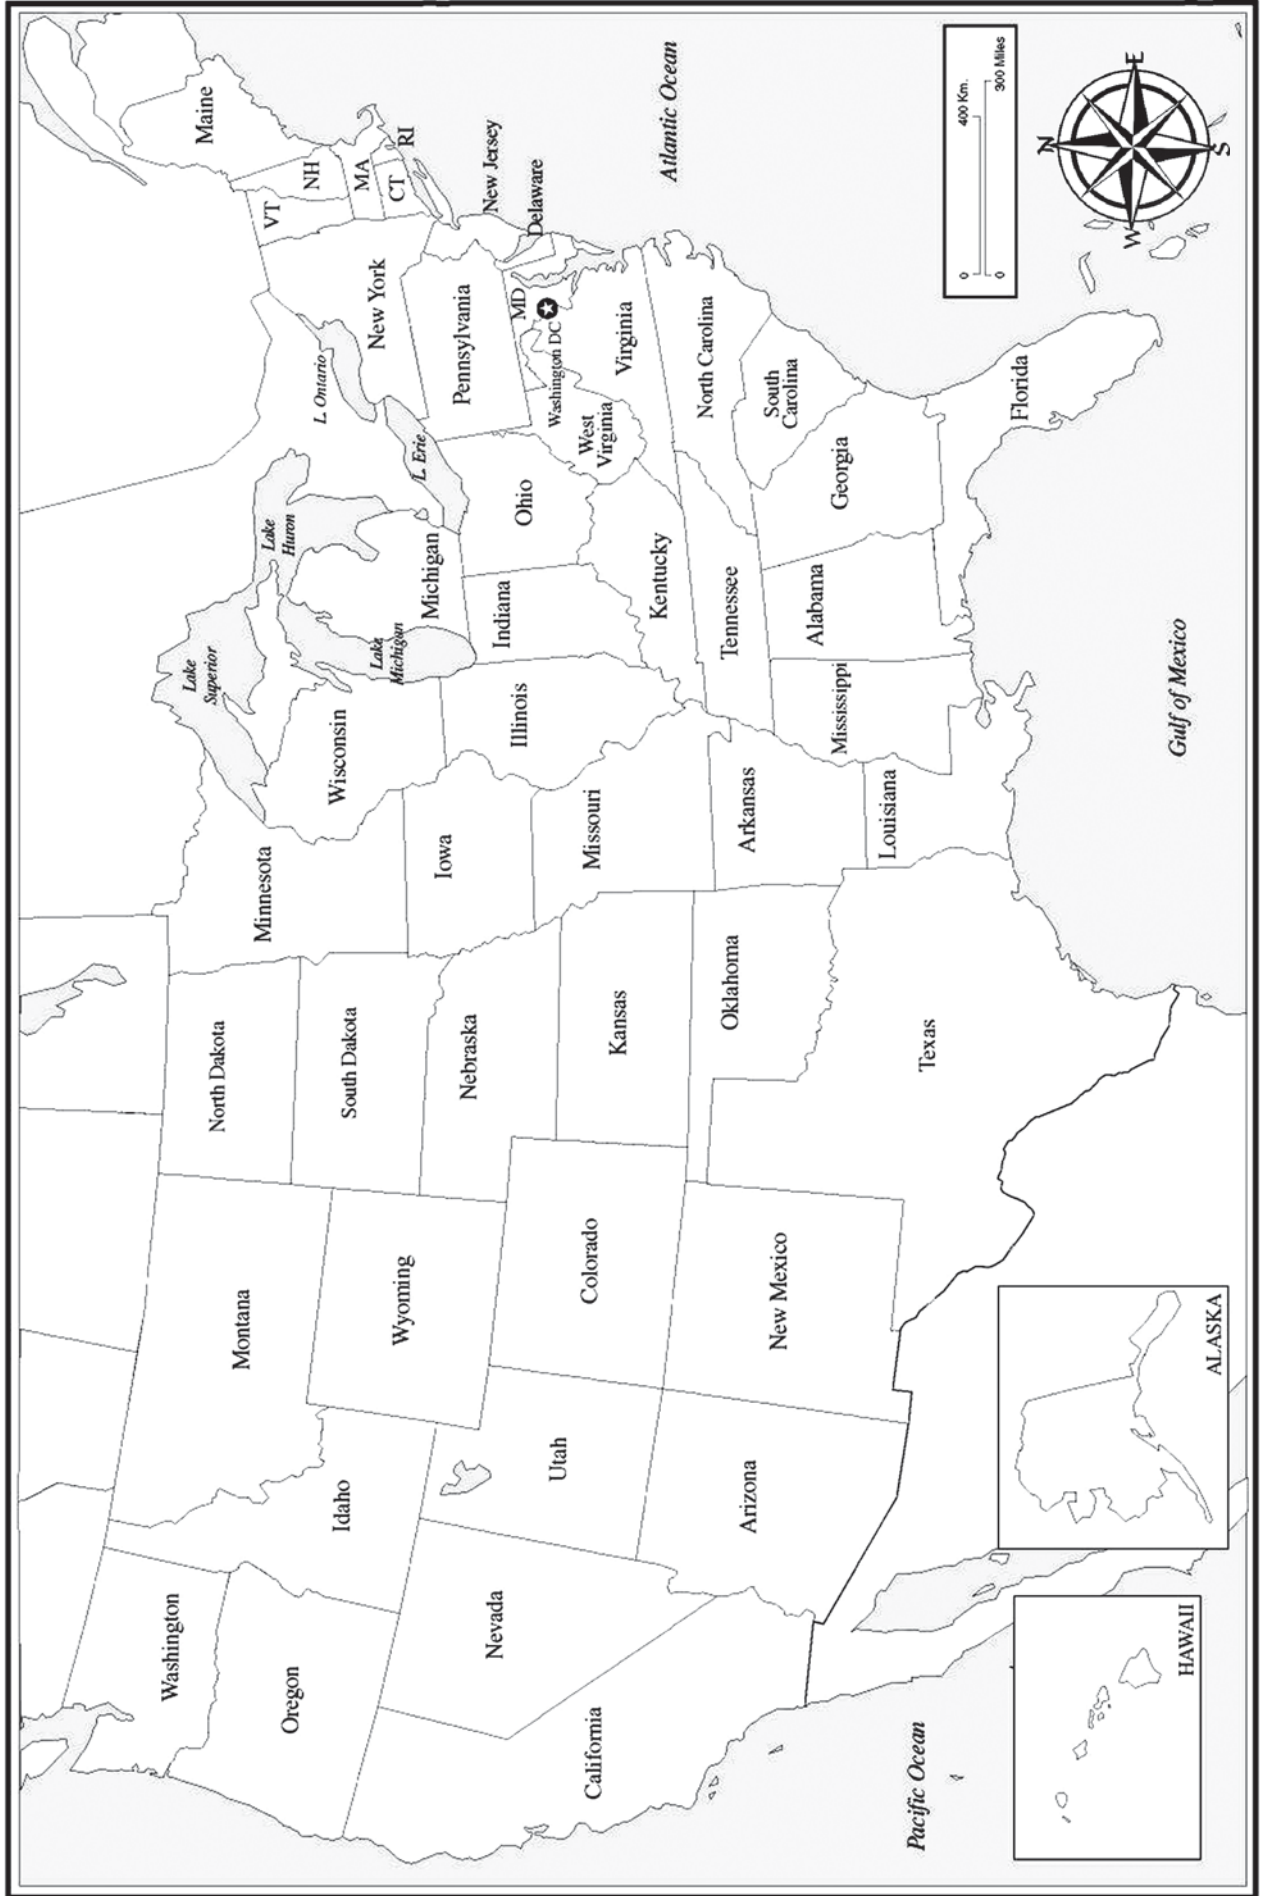 Washington
Oregon
California
Nevada
Idaho
Montana
Wyoming
Utah
Arizona
Colorado
New Mexico
North Dakota
South Dakota
Nebraska
Kansas
Oklahoma
Texas
Minnesota
Iowa
Missouri
Arkansas
Louisiana
Wisconsin
Illinois
Mississippi
Michigan
Indiana
Kentucky
Tennessee
Alabama
Ohio
Georgia
Florida
West
Virginia
Virginia
North Carolina
South
Carolina
Pennsylvania
New York
VT
NH
Maine
MA
CT
RI
New Jersey
Delaware
MD
Washington DC
Lake
Superior
Lake
Michigan
Lake
Huron
L. Erie
L. Ontario
Atlantic Ocean
Gulf of Mexico
Pacific Ocean
HAWAII
ALASKA
0
400 Km.
0
300 Miles
N
E
S
W